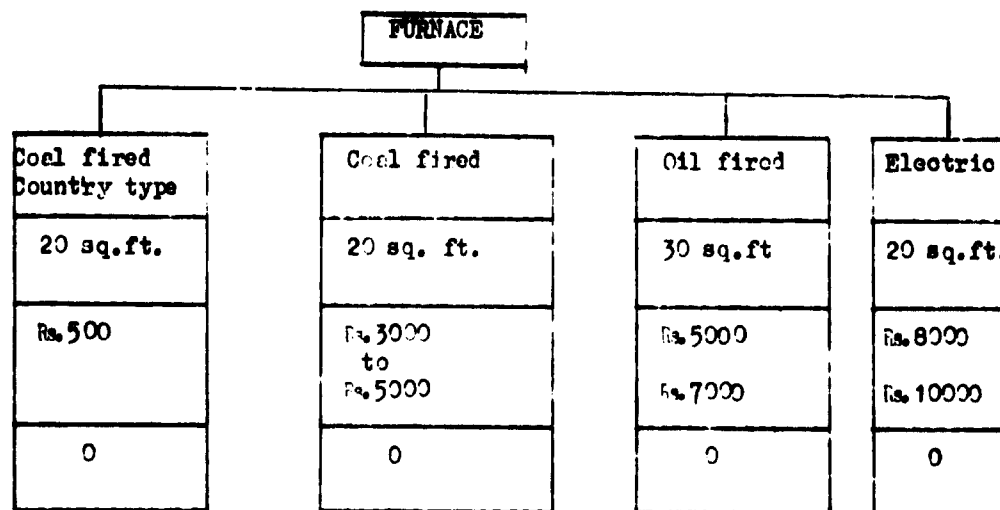 FURNACE
Coal fired
Country type
20 sq.ft.
Rs.500
0
Coal fired
20 sq. ft.
Rs.3000
to
Rs.5000
0
Oil fired
30 sq.ft
Rs.5000
Rs.7000
0
Electric
20 sq.ft.
Rs.8000
Rs.10000
0